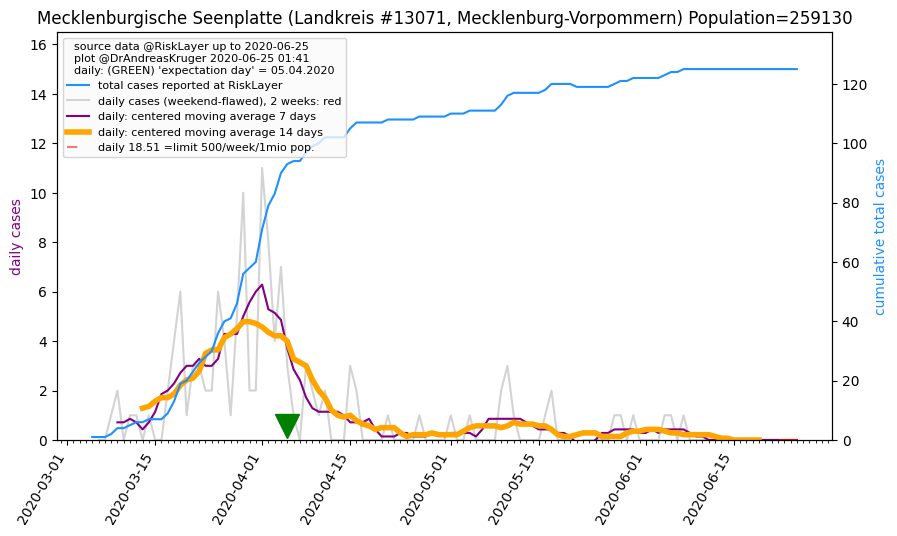 Mecklenburgische Seenplatte (Landkreis #13071, Mecklenburg-Vorpommern) Population=259130
source data @RiskLayer up to 2020-06-25
plot @DrAndreasKruger 2020-06-25 01:41
daily: (GREEN) 'expectation day' = 05.04.2020
total cases reported at RiskLayer
daily cases (weekend-flawed), 2 weeks: red
daily: centered moving average 7 days
daily: centered moving average 14 days
daily 18.51 =limit 500/week/1mio pop.
daily cases
16
14
12
10
8
6
4
2
0
cumulative total cases
120
100
80
60
40
20
0
2020-03-01
2020-03-15
2020-04-01
2020-04-15
2020-05-01
2020-05-15
2020-06-01
2020-06-15